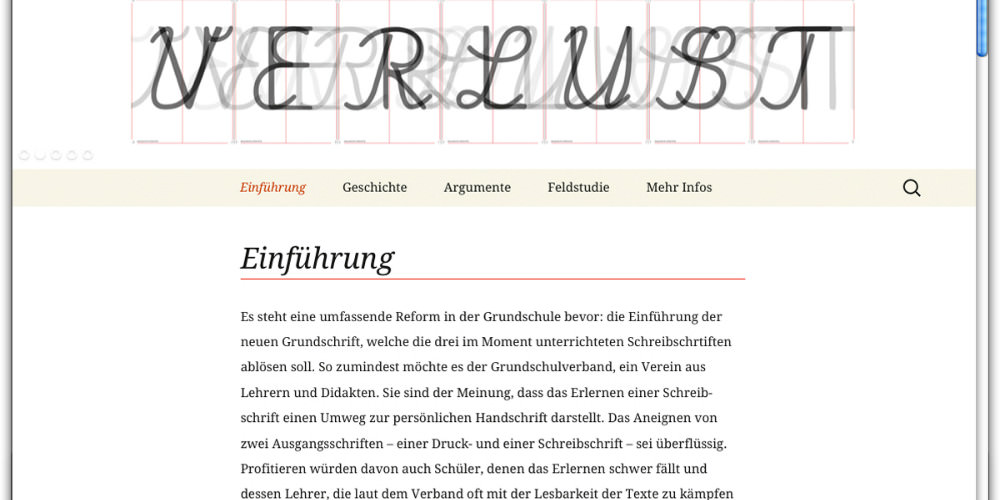 VERLUST
Einführung Geschichte Argumente Feldstudie Mehr Infos
Einführung
Es steht eine umfassende Reform in der Grundschule bevor: die Einführung der
neuen Grundschrift, welche die drei im Moment unterrichteten Schreibschrtiften
ablösen soll. So zumindest möchte es der Grundschulverband, ein Verein aus
Lehrern und Didakten. Sie sind der Meinung, dass das Erlernen einer Schreib-
schrift einen Umweg zur persönlichen Handschrift darstellt. Das Aneignen von
zwei Ausgangsschriften – einer Druck- und einer Schreibschrift – sei überflüssig.
Profitieren würden davon auch Schüler, denen das Erlernen schwer fällt und
dessen Lehrer, die laut dem Verband oft mit der Lesbarkeit der Texte zu kämpfen